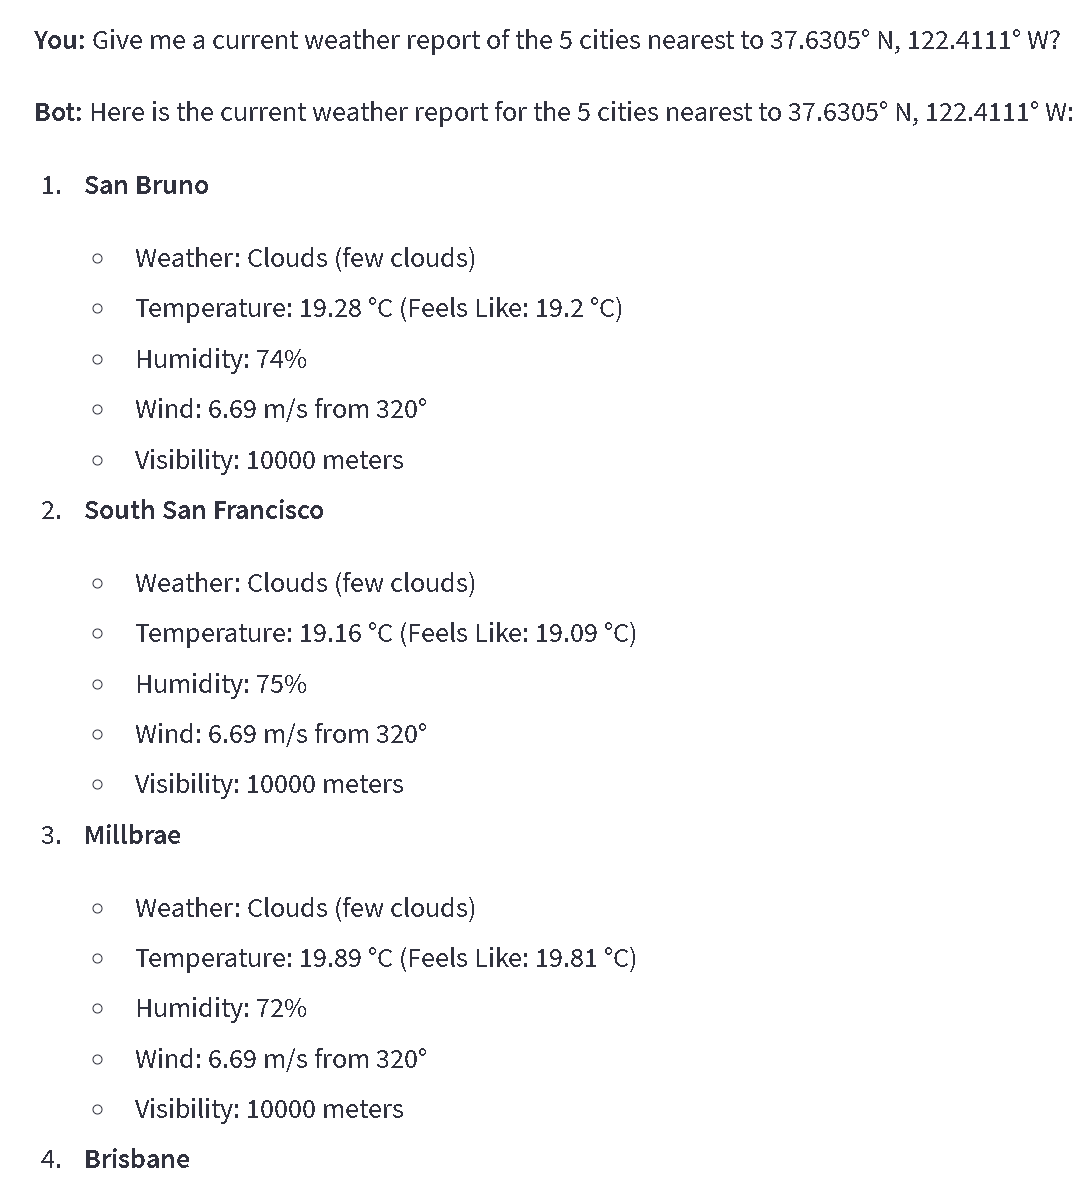 You: Give me a current weather report of the 5 cities nearest to 37.6305° N, 122.4111° W?
Bot: Here is the current weather report for the 5 cities nearest to 37.6305° N, 122.4111° W:
1. San Bruno
○ Weather: Clouds (few clouds)
○ Temperature: 19.28 °C (Feels Like: 19.2 °C)
○ Humidity: 74%
○ Wind: 6.69 m/s from 320°
○ Visibility: 10000 meters
2. South San Francisco
○ Weather: Clouds (few clouds)
○ Temperature: 19.16 °C (Feels Like: 19.09 °C)
○ Humidity: 75%
○ Wind: 6.69 m/s from 320°
○ Visibility: 10000 meters
3. Millbrae
○ Weather: Clouds (few clouds)
○ Temperature: 19.89 °C (Feels Like: 19.81 °C)
○ Humidity: 72%
○ Wind: 6.69 m/s from 320°
○ Visibility: 10000 meters
4. Brisbane